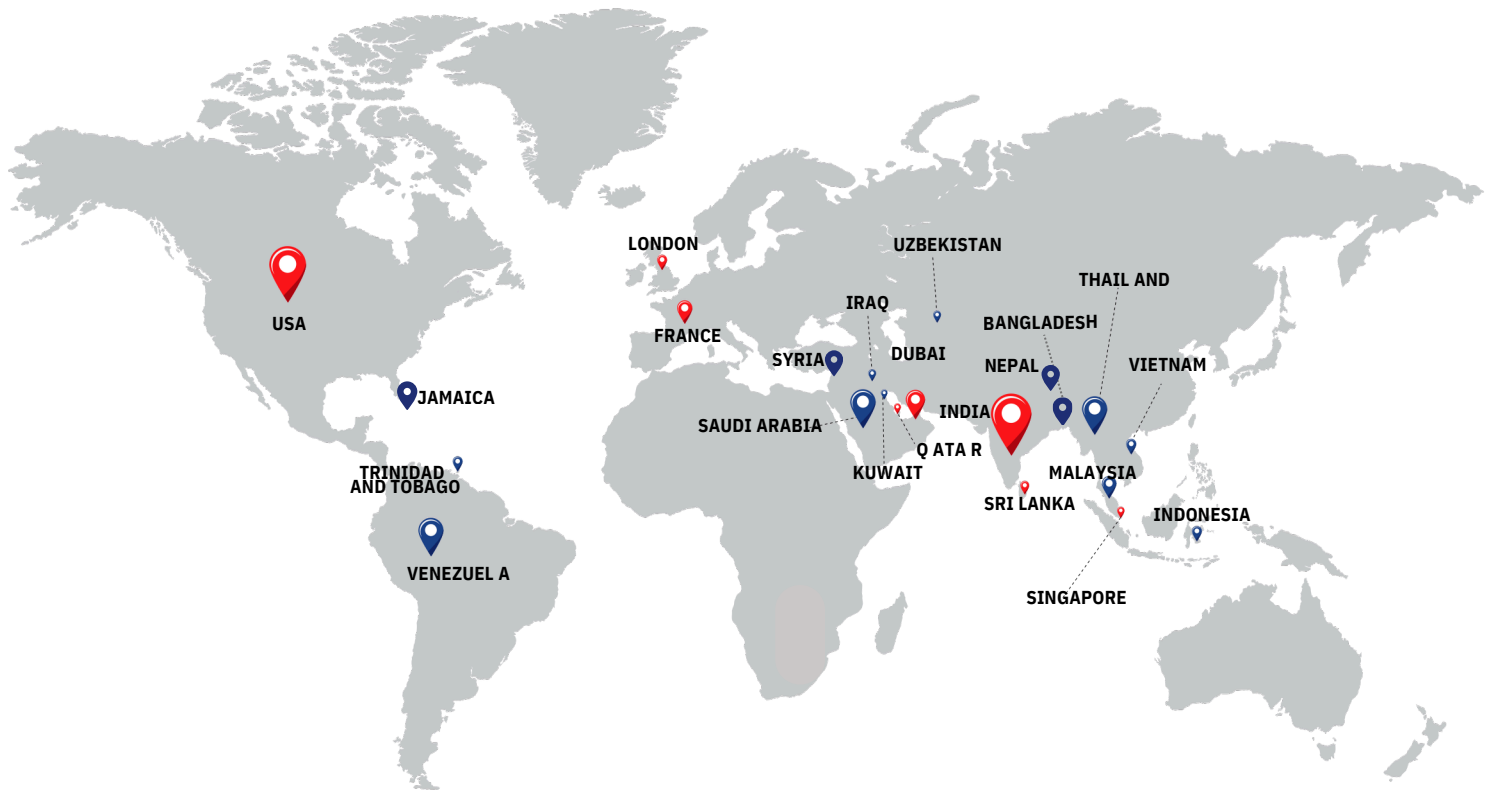 LONDON
UZBEKISTAN
THAIL AND
IRAQ
BANGLADESH
USA
FRANCE
SYRIA
DUBAI
NEPAL
VIETNAM
JAMAICA
INDIA
SAUDI ARABIA
Q ATA R
TRINIDAD
AND TOBAGO
KUWAIT
MALAYSIA
SRI LANKA
INDONESIA
VENEZUEL A
SINGAPORE